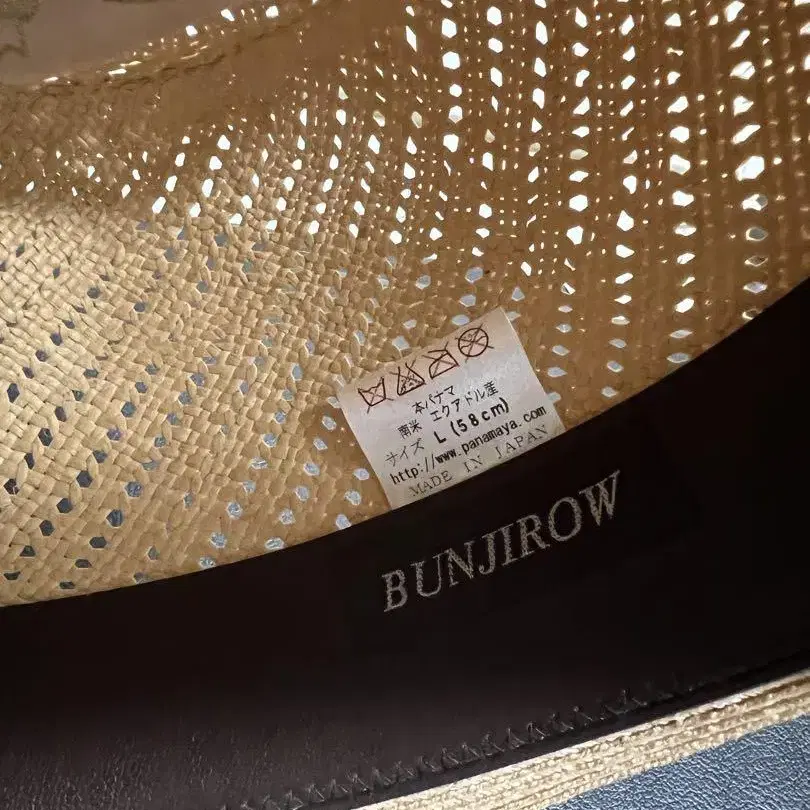 本パナマ
南米 エクアドル産
サイズ L (58cm)
http://www.panamaya.com
MADE IN JAPAN
BUNJIROW